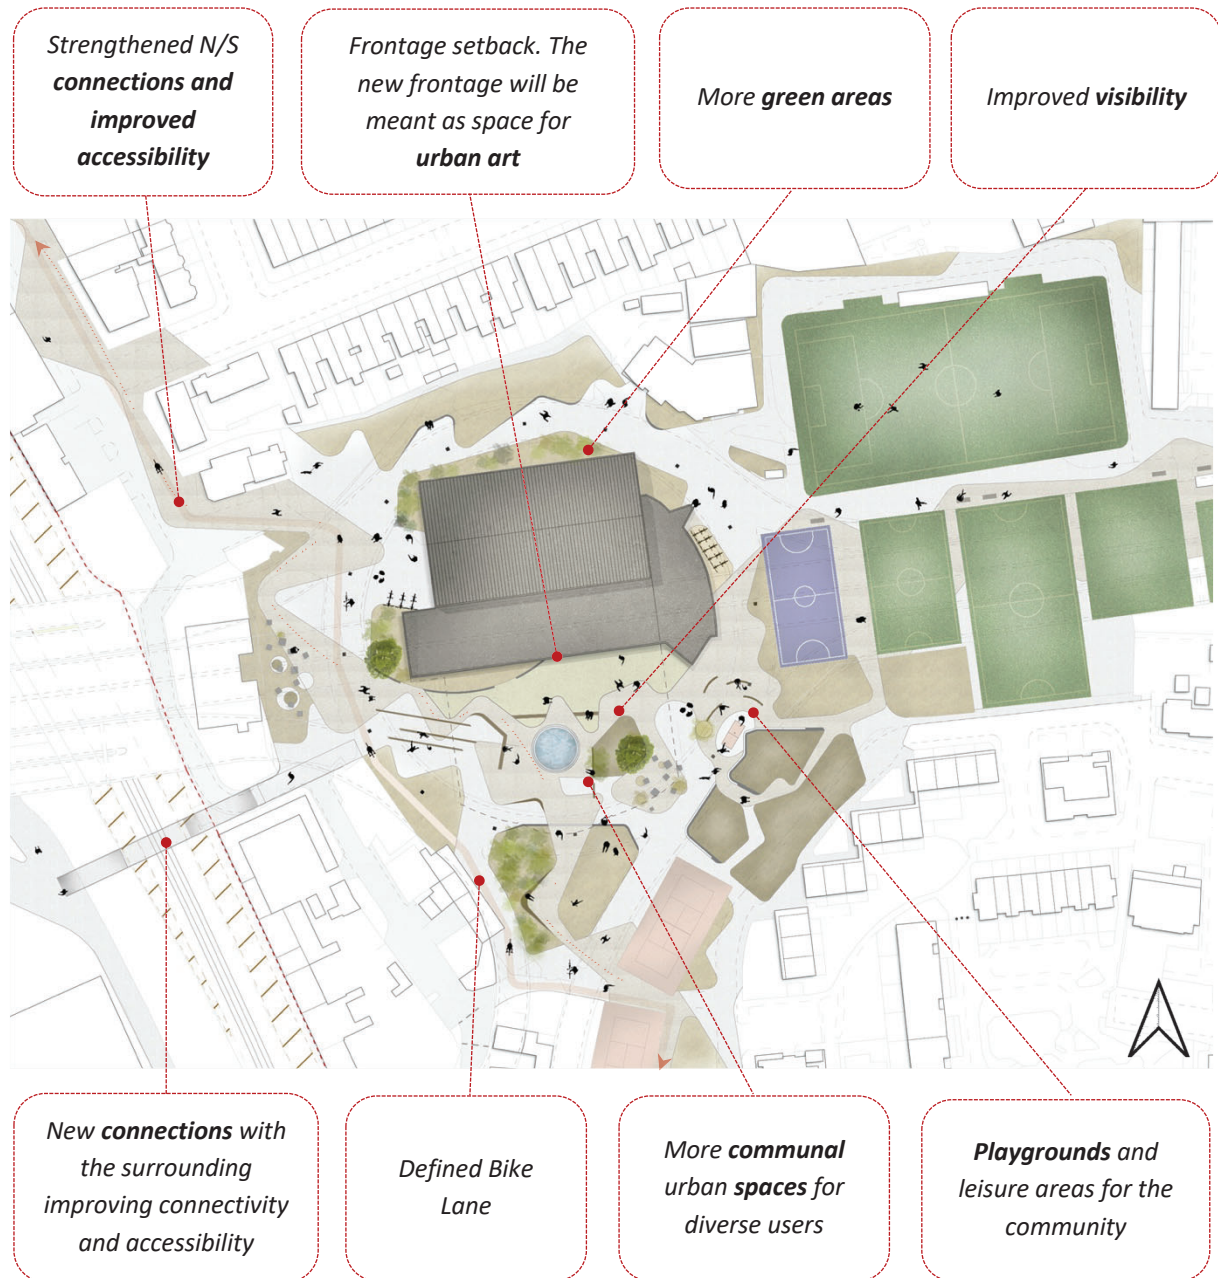 Strengthened N/S
connections and
improved
accessibility
Frontage setback. The
new frontage will be
meant as space for
urban art
More green areas
Improved visibility
New connections with
the surrounding
improving connectivity
and accessibility
Defined Bike
Lane
More communal
urban spaces for
diverse users
Playgrounds and
leisure areas for the
community